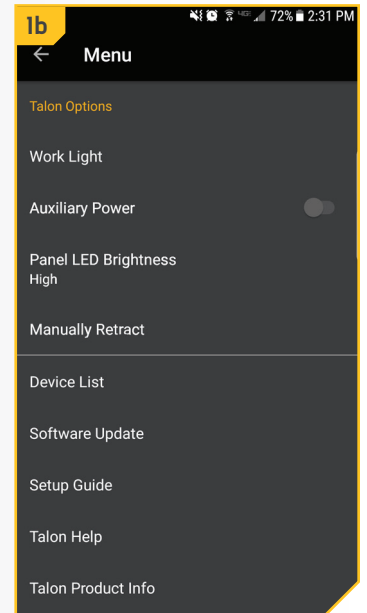 1b
72% 2:31 PM
Menu
Talon Options
Work Light
Auxiliary Power
Panel LED Brightness
High
Manually Retract
Device List
Software Update
Setup Guide
Talon Help
Talon Product Info